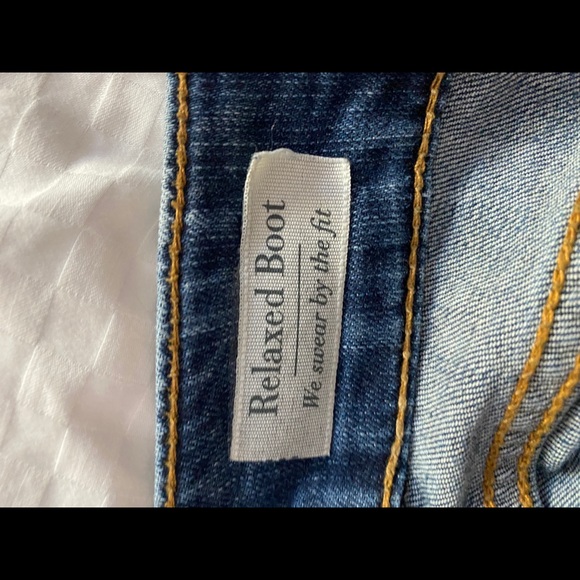 Relaxed Boot
We swear by the fit